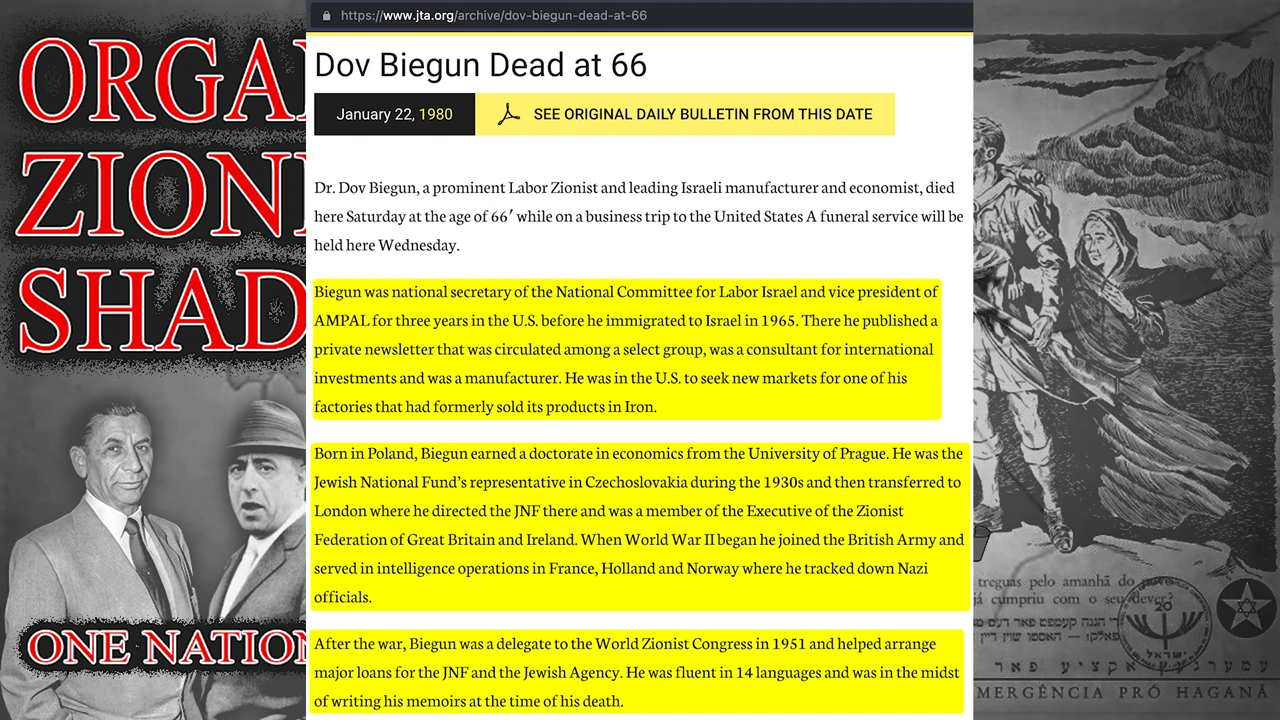 https://www.jta.org/archive/dov-biegun-dead-at-66
Dov Biegun Dead at 66
January 22, 1980
SEE ORIGINAL DAILY BULLETIN FROM THIS DATE
Dr. Dov Biegun, a prominent Labor Zionist and leading Israeli manufacturer and economist, died
here Saturday at the age of 66′ while on a business trip to the United States A funeral service will be
held here Wednesday.
Biegun was national secretary of the National Committee for Labor Israel and vice president of
AMPAL for three years in the U.S. before he immigrated to Israel in 1965. There he published a
private newsletter that was circulated among a select group, was a consultant for international
investments and was a manufacturer. He was in the U.S. to seek new markets for one of his
factories that had formerly sold its products in Iron.
Born in Poland, Biegun earned a doctorate in economics from the University of Prague. He was the
Jewish National Fund’s representative in Czechoslovakia during the 1930s and then transferred to
London where he directed the JNF there and was a member of the Executive of the Zionist
Federation of Great Britain and Ireland. When World War II began he joined the British Army and
served in intelligence operations in France, Holland and Norway where he tracked down Nazi
officials.
After the war, Biegun was a delegate to the World Zionist Congress in 1951 and helped arrange
major loans for the JNF and the Jewish Agency. He was fluent in 14 languages and was in the midst
of writing his memoirs at the time of his death.
ORGA
ZION
SHAD
ONE NATION
treguas pelo amanhã do povo
já cumpriu com o seu dever?
20
ישראל
עמערגענץ אקציע פאר
MERGÊNCIA PRÓ HAGANÁ